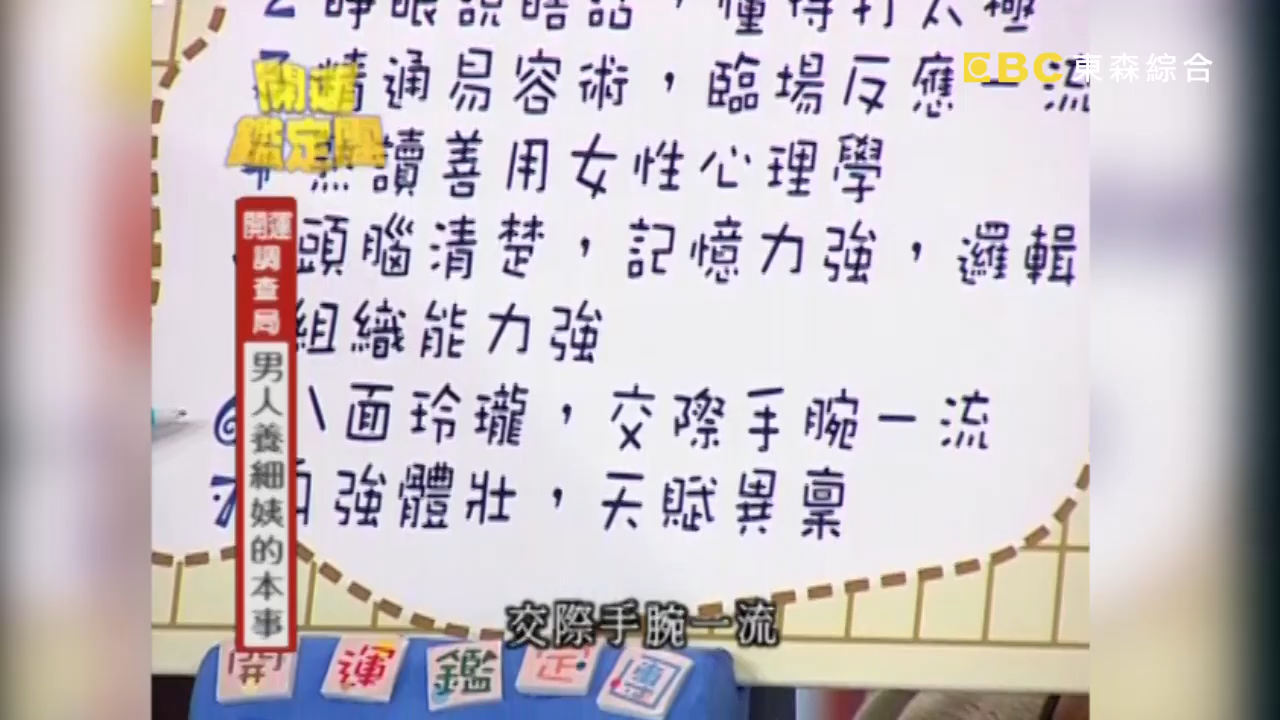 2 睜眼說瞎話,懂得打太極
精通易容術,臨場反應一流
熟讀善用女性心理學
頭腦清楚,記憶力強,邏輯
組織能力強
6 八面玲瓏,交際手腕一流
7 身強體壯,天賦異稟
EBC 東森綜合
開運
鑑定團
開運
調查局
男人養細姨的本事
交際手腕一流
開運鑑定團